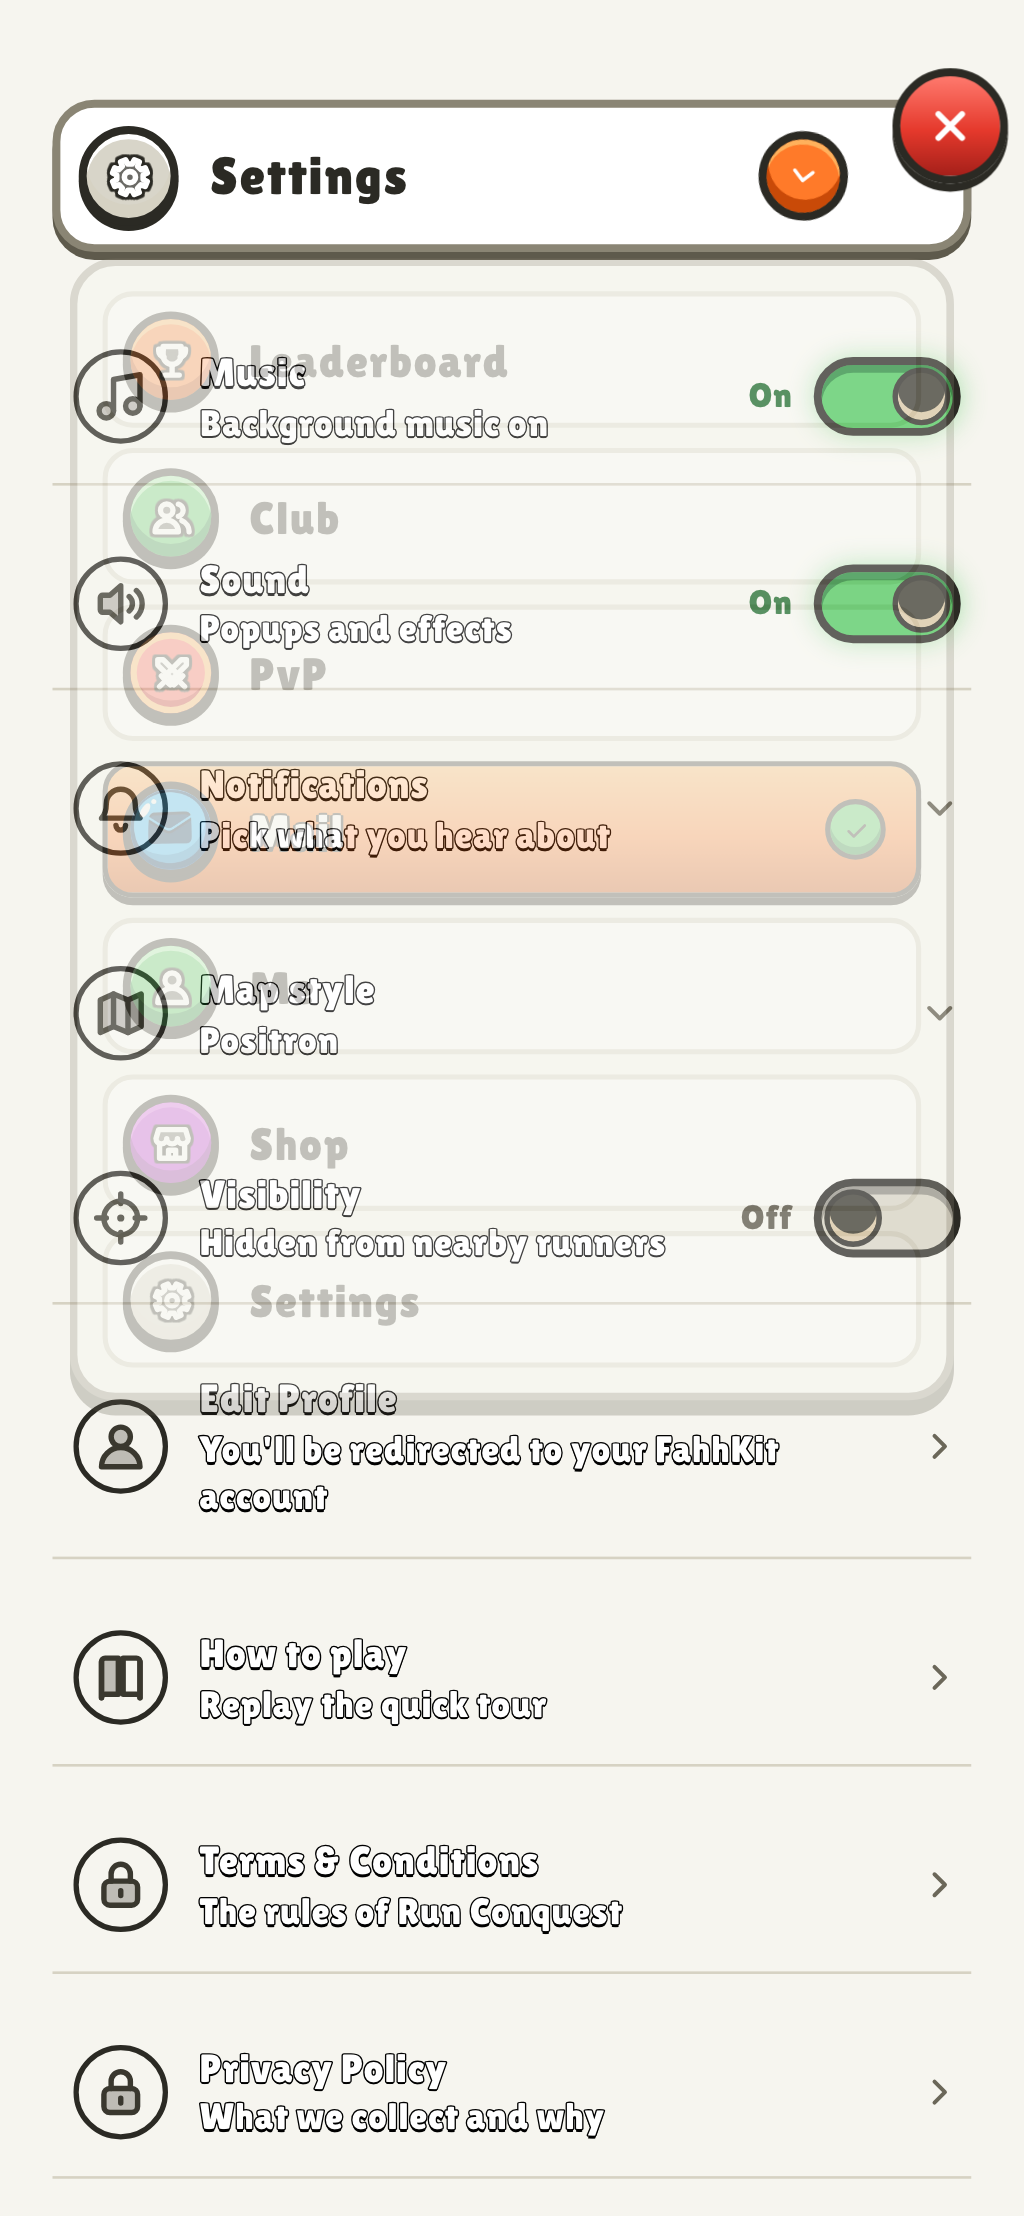 Settings
Leaderboard
Music
Background music on
On
Club
Sound
Popups and effects
On
PvP
Notifications
Pick what you hear about
Mail
Map style
Positron
Shop
Visibility
Hidden from nearby runners
Off
Settings
Edit Profile
You'll be redirected to your FahhKit
account
How to play
Replay the quick tour
Terms & Conditions
The rules of Run Conquest
Privacy Policy
What we collect and why